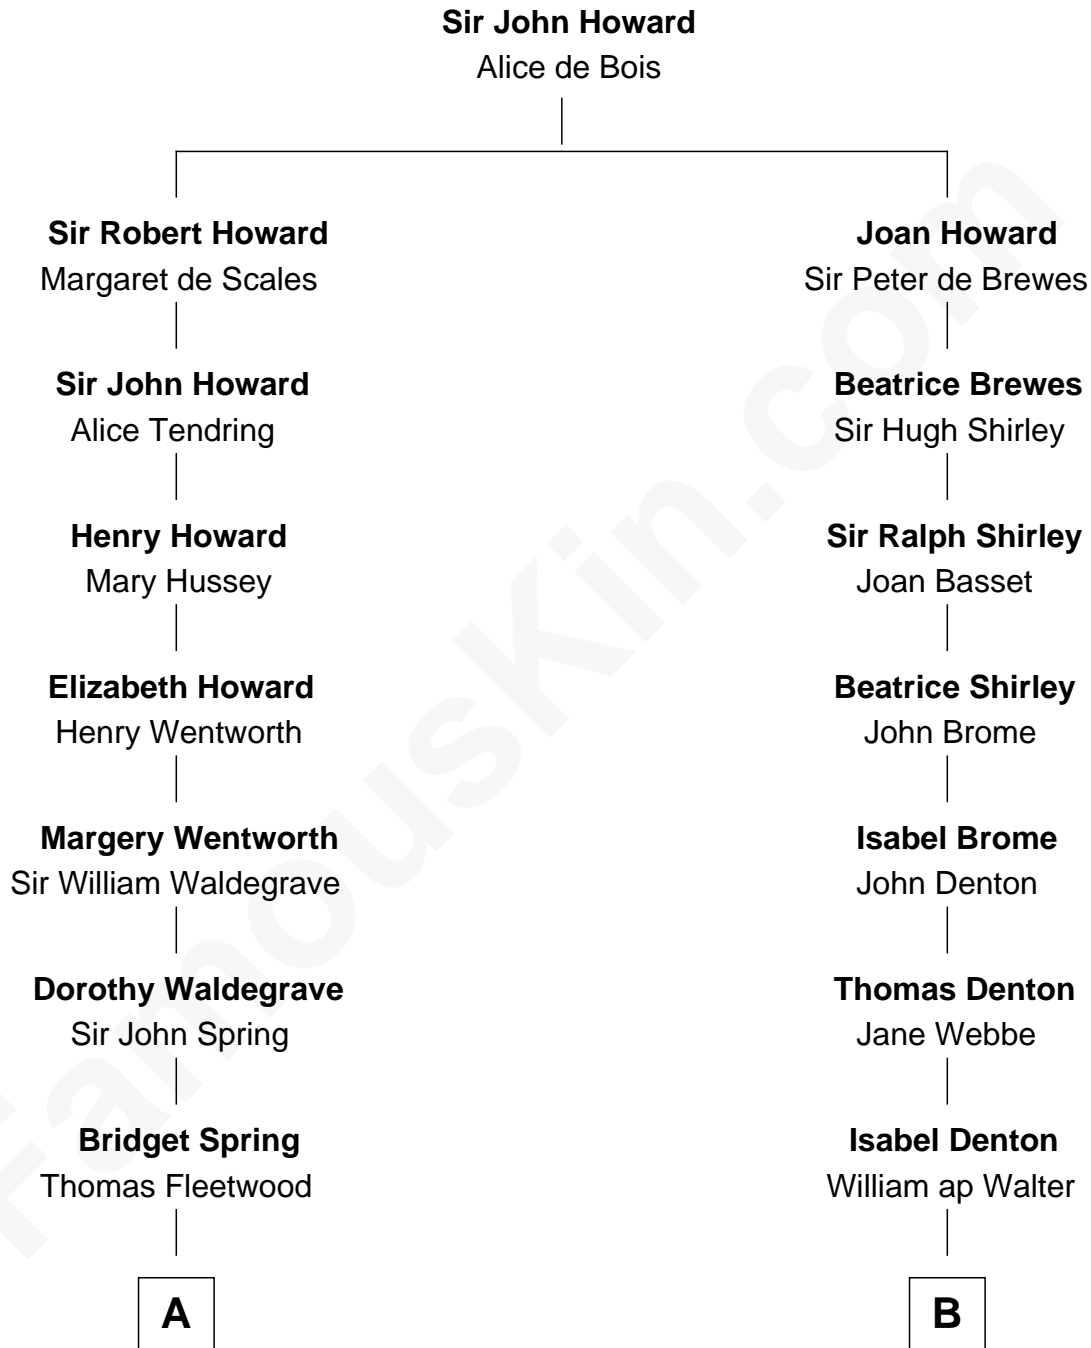 Sir John Howard
Alice de Bois
Sir Robert Howard
Margaret de Scales
Joan Howard
Sir Peter de Brewes
Sir John Howard
Alice Tendring
Beatrice Brewes
Sir Hugh Shirley
Henry Howard
Mary Hussey
Sir Ralph Shirley
Joan Basset
Elizabeth Howard
Henry Wentworth
Beatrice Shirley
John Brome
Margery Wentworth
Sir William Waldegrave
Isabel Brome
John Denton
Dorothy Waldegrave
Sir John Spring
Thomas Denton
Jane Webbe
Bridget Spring
Thomas Fleetwood
Isabel Denton
William ap Walter
A
B
FamousKin.com